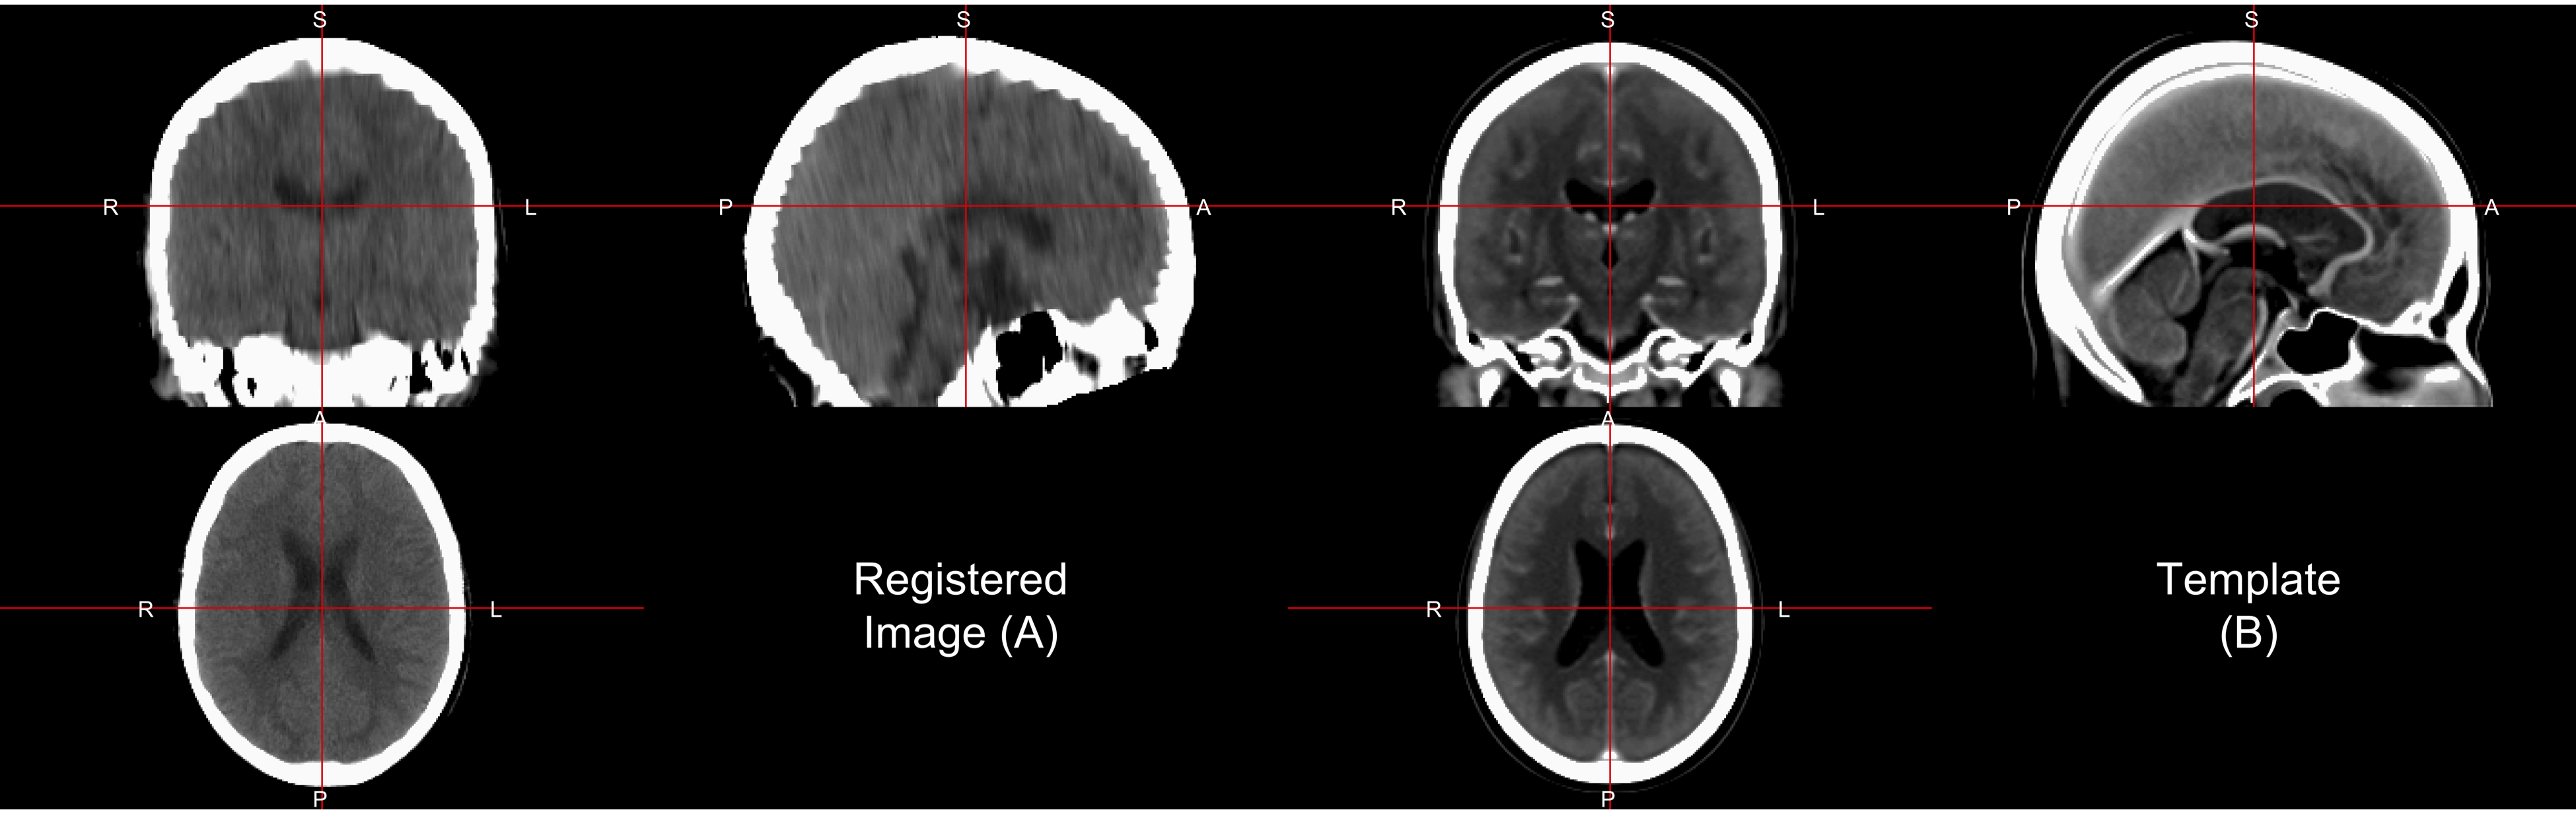 S S S S
R L P A R L P A
A A
Registered Template
Image (A) (B)
R L R L
P P